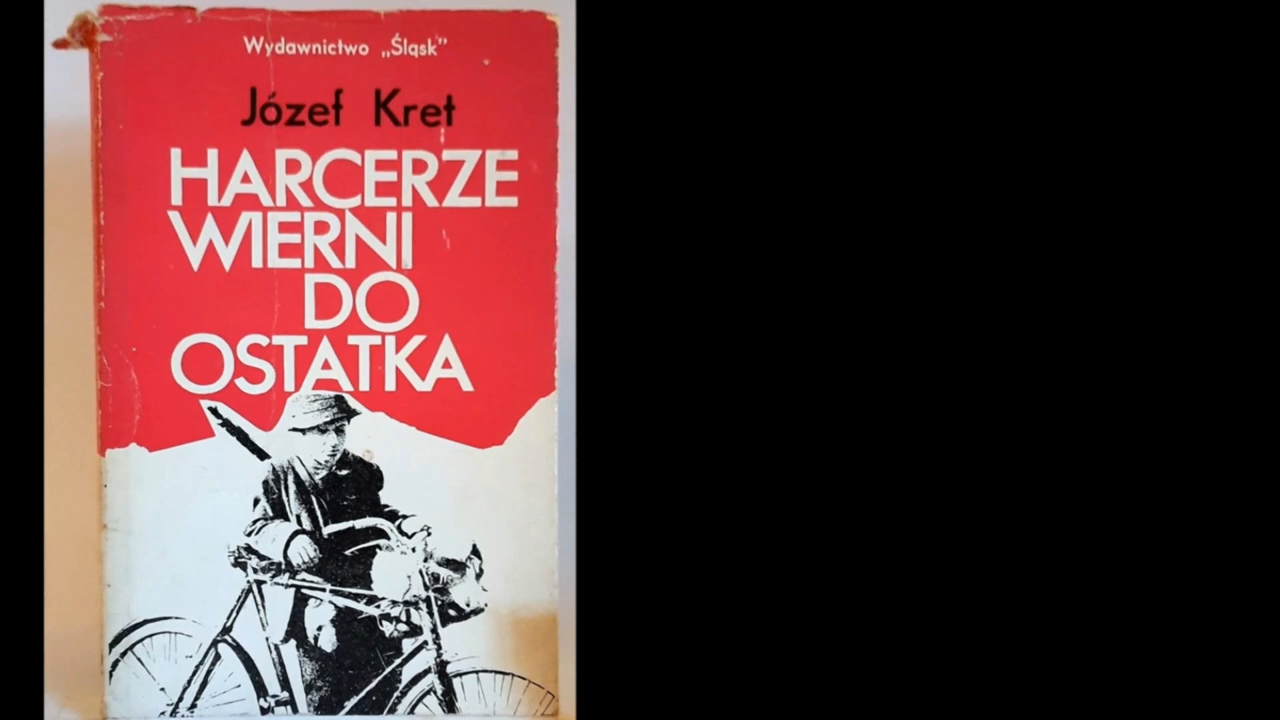 Wydawnictwo „Śląsk”
Józef Kret
HARCERZE
WIERNI
DO
OSTATKA